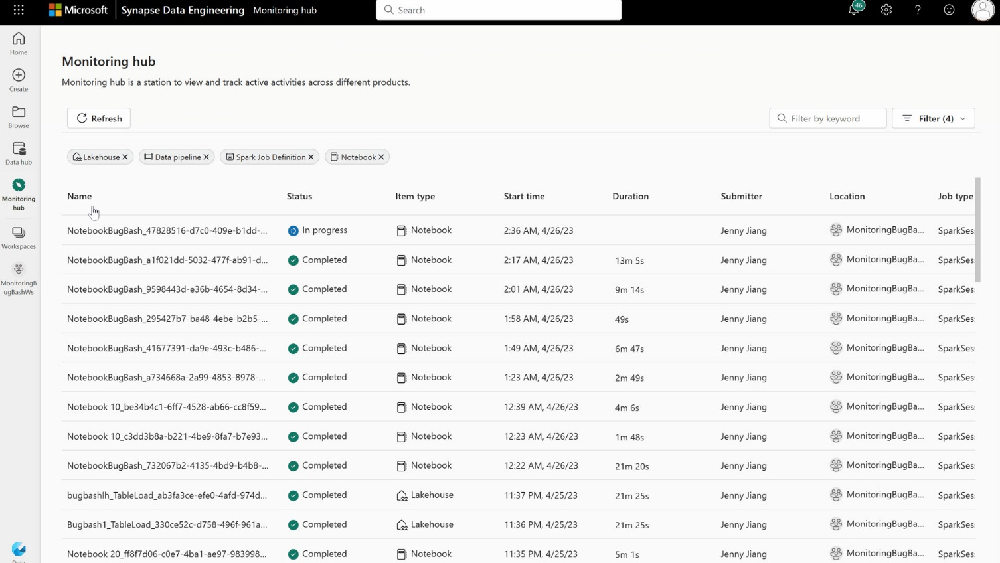 Microsoft Synapse Data Engineering Monitoring hub Search 46
Home
Create
Browse
Data hub
Monitoring
hub
Workspaces
MonitoringB
ugBashWs
Monitoring hub
Monitoring hub is a station to view and track active activities across different products.
Refresh Filter by keyword Filter (4)
Lakehouse Data pipeline Spark Job Definition Notebook
Name Status Item type Start time Duration Submitter Location Job type
NotebookBugBash_47828516-d7c0-409e-b1dd-... In progress Notebook 2:36 AM, 4/26/23 Jenny Jiang MonitoringBugBa... SparkSes
NotebookBugBash_a1f021dd-5032-477f-ab91-d... Completed Notebook 2:17 AM, 4/26/23 13m 5s Jenny Jiang MonitoringBugBa... SparkSes
NotebookBugBash_9598443d-e36b-4654-8d34-... Completed Notebook 2:01 AM, 4/26/23 9m 14s Jenny Jiang MonitoringBugBa... SparkSes
NotebookBugBash_295427b7-ba48-4ebe-b2b5-... Completed Notebook 1:58 AM, 4/26/23 49s Jenny Jiang MonitoringBugBa... SparkSes
NotebookBugBash_41677391-da9e-493c-b486-... Completed Notebook 1:49 AM, 4/26/23 6m 47s Jenny Jiang MonitoringBugBa... SparkSes
NotebookBugBash_a734668a-2a99-4853-8978-... Completed Notebook 1:23 AM, 4/26/23 2m 49s Jenny Jiang MonitoringBugBa... SparkSes
Notebook 10_be34b4c1-6ff7-4528-ab66-cc8f59... Completed Notebook 12:39 AM, 4/26/23 4m 6s Jenny Jiang MonitoringBugBa... SparkSes
Notebook 10_c3dd3b8a-b221-4be9-8fa7-b7e93... Completed Notebook 12:23 AM, 4/26/23 1m 48s Jenny Jiang MonitoringBugBa... SparkSes
NotebookBugBash_732067b2-4135-4bd9-b4b8-... Completed Notebook 12:22 AM, 4/26/23 21m 20s Jenny Jiang MonitoringBugBa... SparkSes
bugbashlh_TableLoad_ab3fa3ce-efe0-4afd-974d... Completed Lakehouse 11:37 PM, 4/25/23 21m 25s Jenny Jiang MonitoringBugBa... SparkSes
Bugbash1_TableLoad_330ce52c-d758-496f-961a... Completed Lakehouse 11:36 PM, 4/25/23 21m 25s Jenny Jiang MonitoringBugBa... SparkSes
Notebook 20_ff8f7d06-c0e7-4ba1-ae97-983998... Completed Notebook 11:35 PM, 4/25/23 5m 1s Jenny Jiang MonitoringBugBa... SparkSes
Data